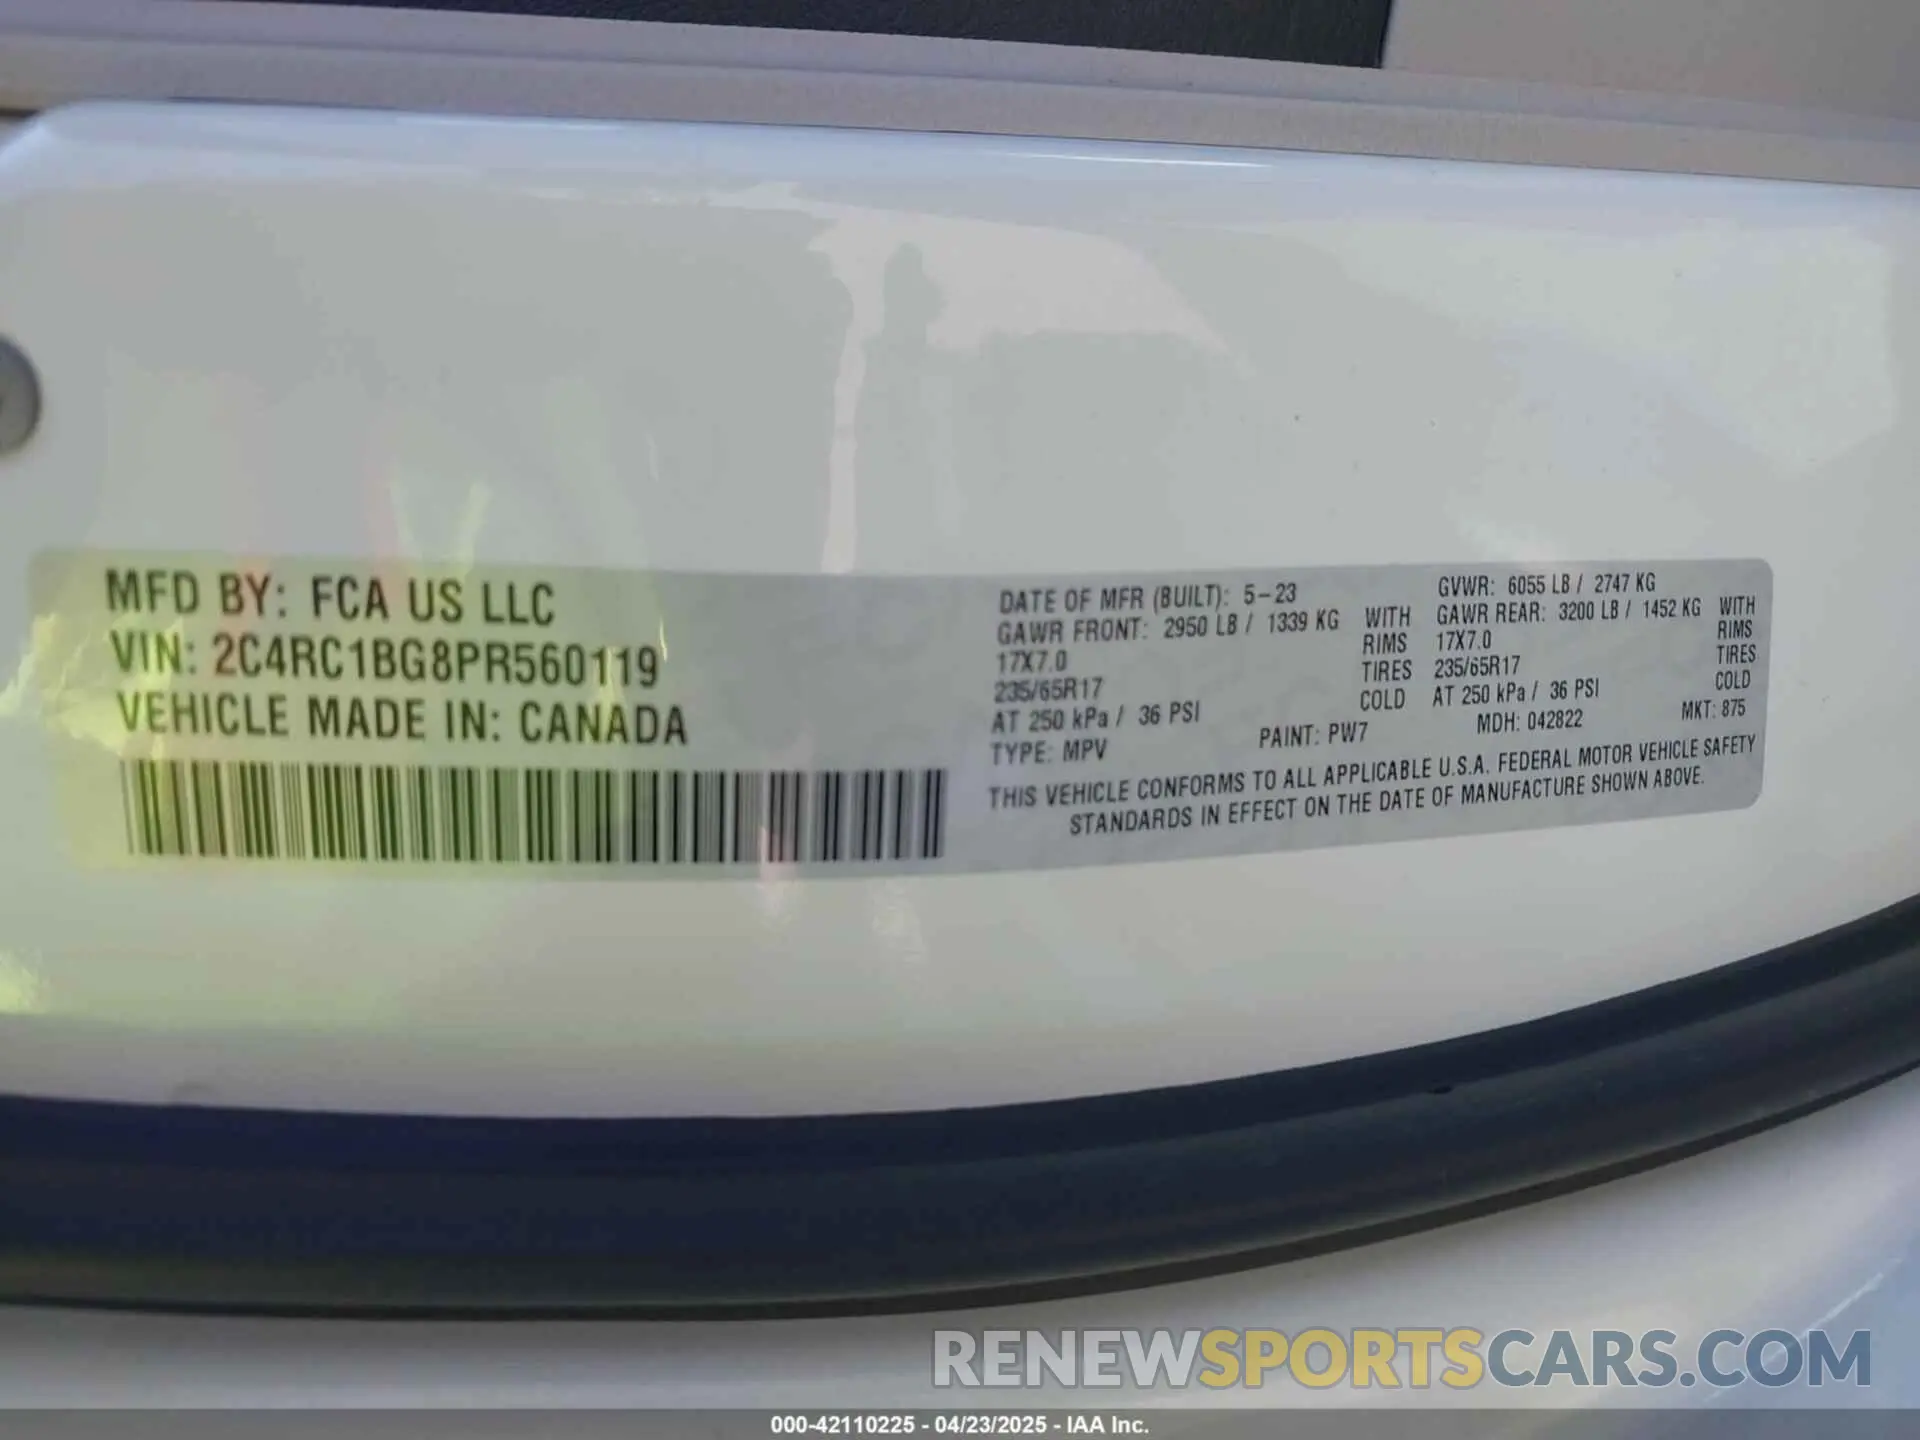 MFD BY: FCA US LLC
VIN: 2C4RC1BG8PR560119
VEHICLE MADE IN: CANADA
DATE OF MFR (BUILT): 5-23 GVWR: 6055 LB / 2747 KG
GAWR FRONT: 2950 LB / 1339 KG WITH GAWR REAR: 3200 LB / 1452 KG WITH
17X7.0 RIMS 17X7.0 RIMS
235/65R17 TIRES 235/65R17 TIRES
AT 250 kPa / 36 PSI COLD AT 250 kPa / 36 PSI COLD
TYPE: MPV PAINT: PW7 MDH: 042822 MKT: 875
THIS VEHICLE CONFORMS TO ALL APPLICABLE U.S.A. FEDERAL MOTOR VEHICLE SAFETY
STANDARDS IN EFFECT ON THE DATE OF MANUFACTURE SHOWN ABOVE.
RENEWSPORTSCARS.COM
000-42110225 - 04/23/2025 - IAA Inc.